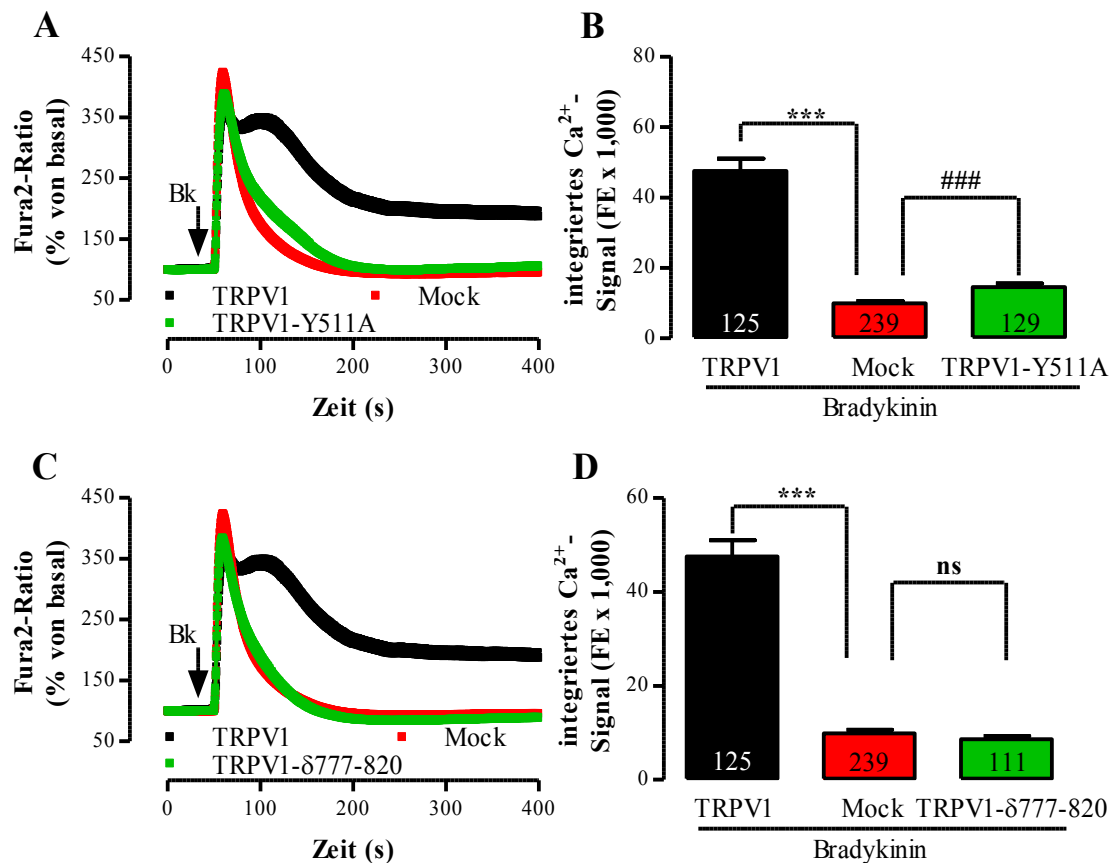 A
Fura2-Ratio
(% von basal)
450
350
250
150
50
Bk
TRPV1
Mock
TRPV1-Y511A
0 100 200 300 400
Zeit (s)
B
integriertes Ca²⁺-
Signal (FE x 1,000)
80
60
40
20
0
***
###
125
239
129
TRPV1
Mock
TRPV1-Y511A
Bradykinin
C
Fura2-Ratio
(% von basal)
450
350
250
150
50
Bk
TRPV1
Mock
TRPV1-δ777-820
0 100 200 300 400
Zeit (s)
D
integriertes Ca²⁺-
Signal (FE x 1,000)
60
40
20
0
***
ns
125
239
111
TRPV1
Mock
TRPV1-δ777-820
Bradykinin